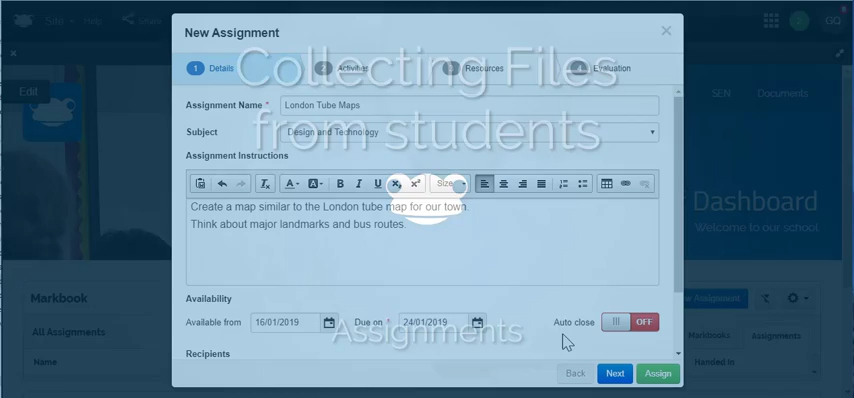 Site
Help
Share
GQ
New Assignment
×
1 Details
2 Activities
3 Resources
4 Evaluation
Collecting Files
from students
Edit
SEN
Documents
Assignment Name *
London Tube Maps
Subject
Design and Technology
Assignment Instructions
B I U x₂ x² Size
Create a map similar to the London tube map for our town.
Think about major landmarks and bus routes.
Dashboard
Welcome to our school
Markbook
New Assignment
Availability
All Assignments
Available from
16/01/2019
Due on *
24/01/2019
Auto close
OFF
Assignments
Markbooks
Assignments
Name
Handed In
Recipients
Back
Next
Assign